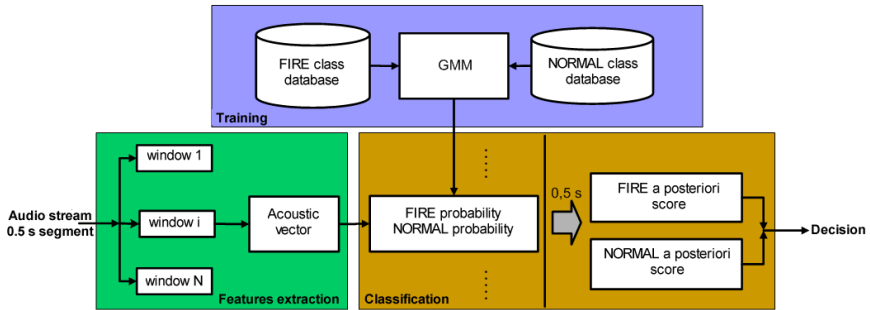 FIRE class
database
GMM
NORMAL class
database
Training
Audio stream
0.5 s segment
window 1
window i
window N
Acoustic
vector
Features extraction
FIRE probability
NORMAL probability
Classification
0,5 s
FIRE a posteriori
score
NORMAL a posteriori
score
Decision